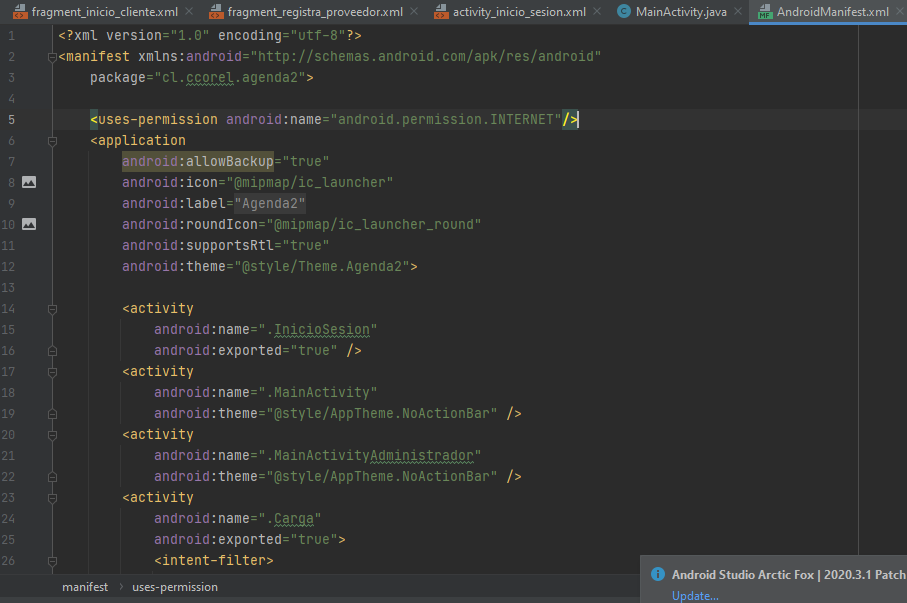 fragment_inicio_cliente.xml fragment_registra_proveedor.xml activity_inicio_sesion.xml MainActivity.java AndroidManifest.xml
1 <?xml version="1.0" encoding="utf-8"?>
2 <manifest xmlns:android="http://schemas.android.com/apk/res/android"
3 package="cl.ccorel.agenda2">
4
5 <uses-permission android:name="android.permission.INTERNET"/>
6 <application
7 android:allowBackup="true"
8 android:icon="@mipmap/ic_launcher"
9 android:label="Agenda2"
10 android:roundIcon="@mipmap/ic_launcher_round"
11 android:supportsRtl="true"
12 android:theme="@style/Theme.Agenda2">
13
14 <activity
15 android:name=".InicioSesion"
16 android:exported="true" />
17 <activity
18 android:name=".MainActivity"
19 android:theme="@style/AppTheme.NoActionBar" />
20 <activity
21 android:name=".MainActivityAdministrador"
22 android:theme="@style/AppTheme.NoActionBar" />
23 <activity
24 android:name=".Carga"
25 android:exported="true">
26 <intent-filter>
Android Studio Arctic Fox | 2020.3.1 Patch
Update...
manifest > uses-permission